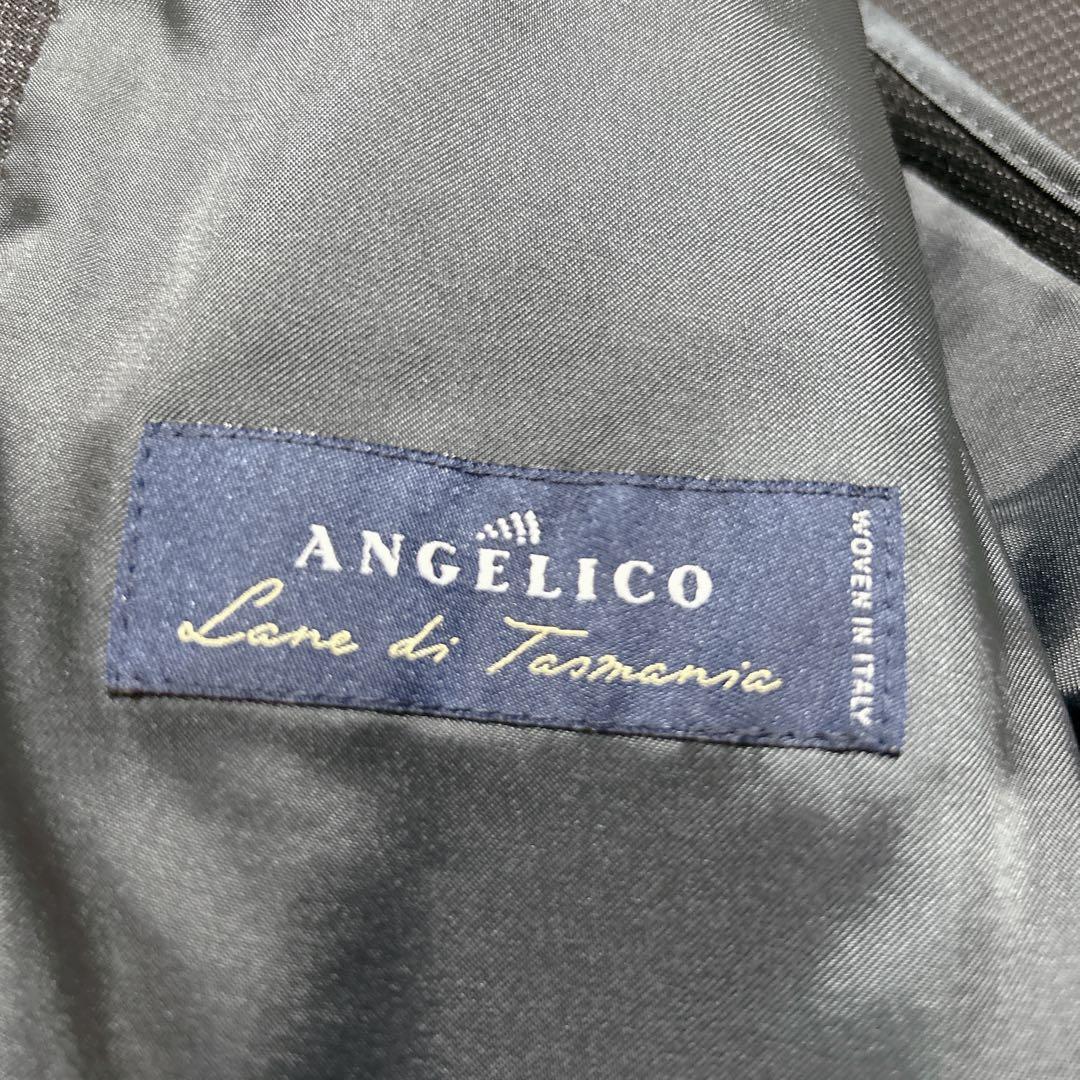 ANGELICO
Lane di Tasmania
WOVEN IN ITALY